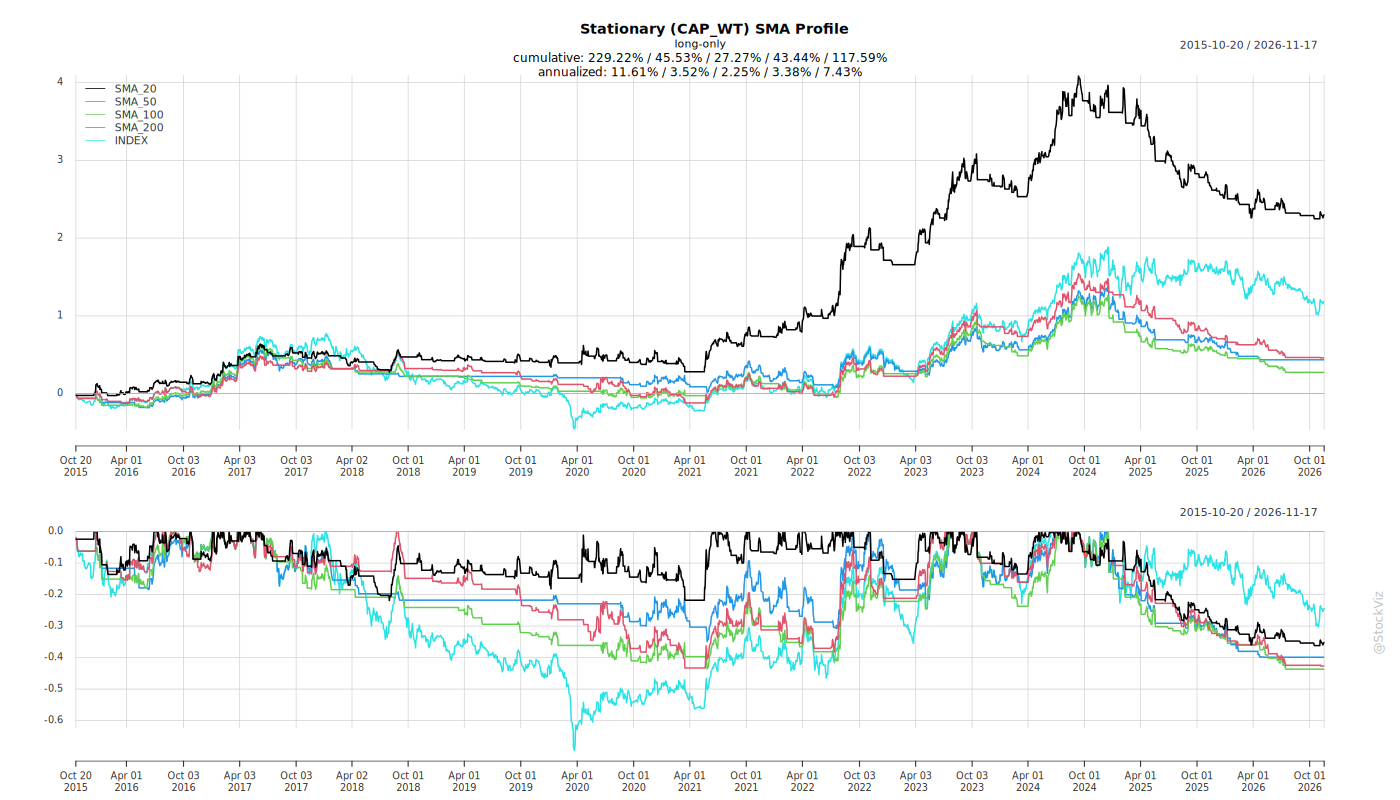 Stationary (CAP_WT) SMA Profile
long-only
cumulative: 229.22% / 45.53% / 27.27% / 43.44% / 117.59%
annualized: 11.61% / 3.52% / 2.25% / 3.38% / 7.43%
2015-10-20 / 2026-11-17
SMA_20
SMA_50
SMA_100
SMA_200
INDEX
4
3
2
1
0
Oct 20 Apr 01 Oct 03 Apr 03 Oct 03 Apr 02 Oct 01 Apr 01 Oct 01 Apr 01 Oct 01 Apr 01 Oct 01 Apr 01 Oct 03 Apr 03 Oct 03 Apr 01 Oct 01 Apr 01 Oct 01 Apr 01 Oct 01
2015 2016 2016 2017 2017 2018 2018 2019 2019 2020 2020 2021 2021 2022 2022 2023 2023 2024 2024 2025 2025 2026 2026
2015-10-20 / 2026-11-17
0.0
-0.1
-0.2
-0.3
-0.4
-0.5
-0.6
Oct 20 Apr 01 Oct 03 Apr 03 Oct 03 Apr 02 Oct 01 Apr 01 Oct 01 Apr 01 Oct 01 Apr 01 Oct 01 Apr 01 Oct 03 Apr 03 Oct 03 Apr 01 Oct 01 Apr 01 Oct 01 Apr 01 Oct 01
2015 2016 2016 2017 2017 2018 2018 2019 2019 2020 2020 2021 2021 2022 2022 2023 2023 2024 2024 2025 2025 2026 2026
@StockViz